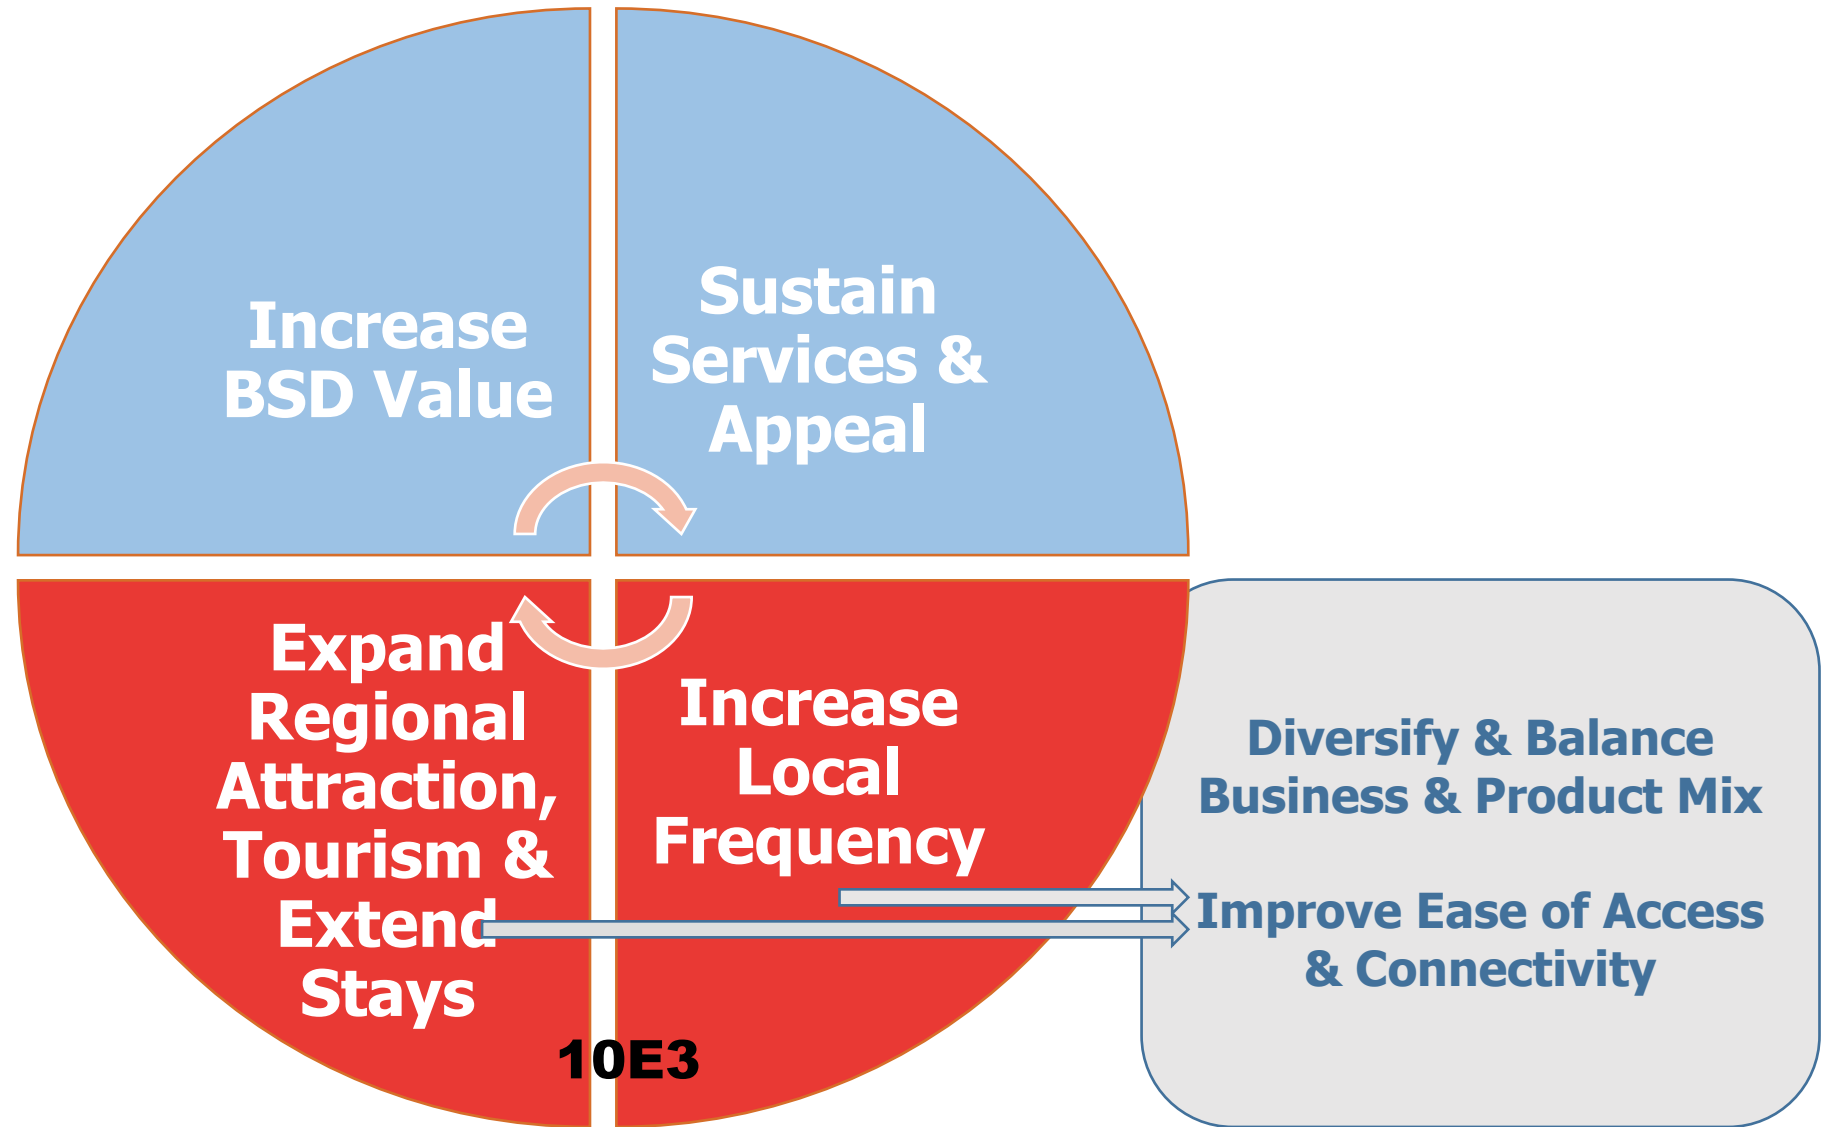 Increase
BSD Value
Sustain
Services &
Appeal
Expand
Regional
Attraction,
Tourism &
Extend
Stays
Increase
Local
Frequency
Diversify & Balance
Business & Product Mix
Improve Ease of Access
& Connectivity
10E3